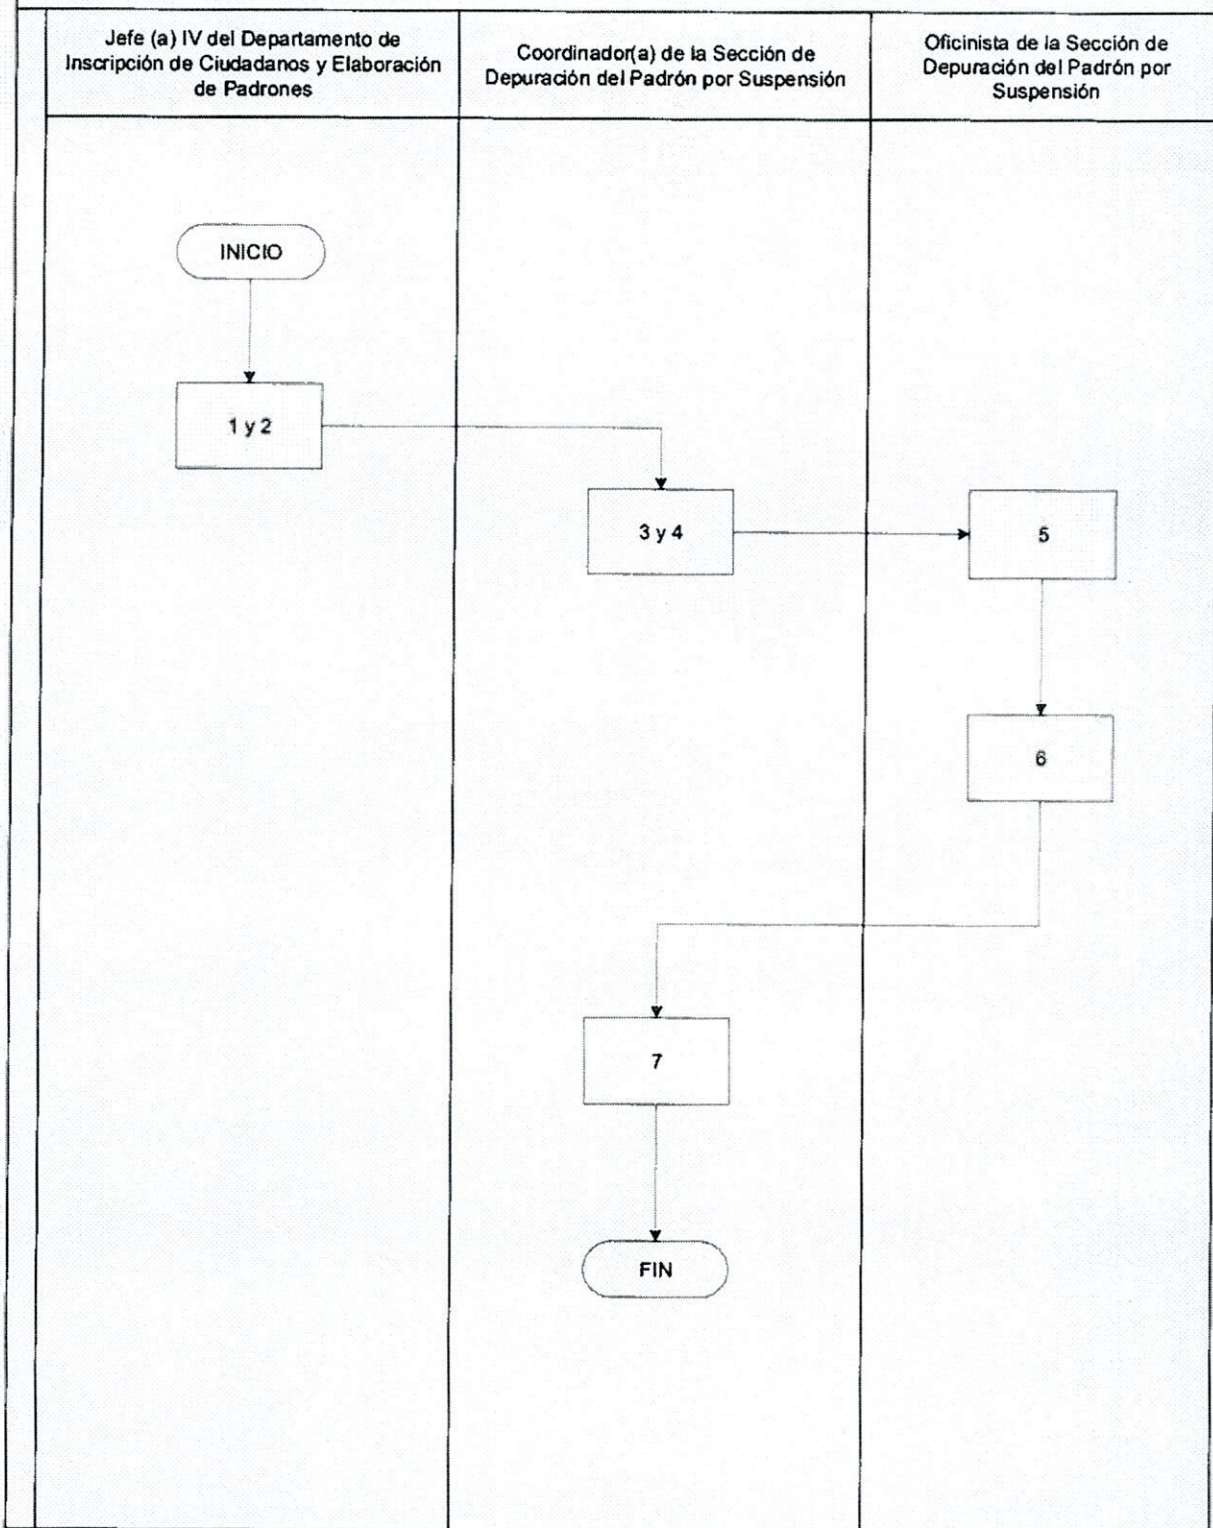 Jefe (a) IV del Departamento de
Inscripción de Ciudadanos y Elaboración
de Padrones
Coordinador(a) de la Sección de
Depuración del Padrón por Suspensión
Oficinista de la Sección de
Depuración del Padrón por
Suspensión
INICIO
1 y 2
3 y 4
5
6
7
FIN